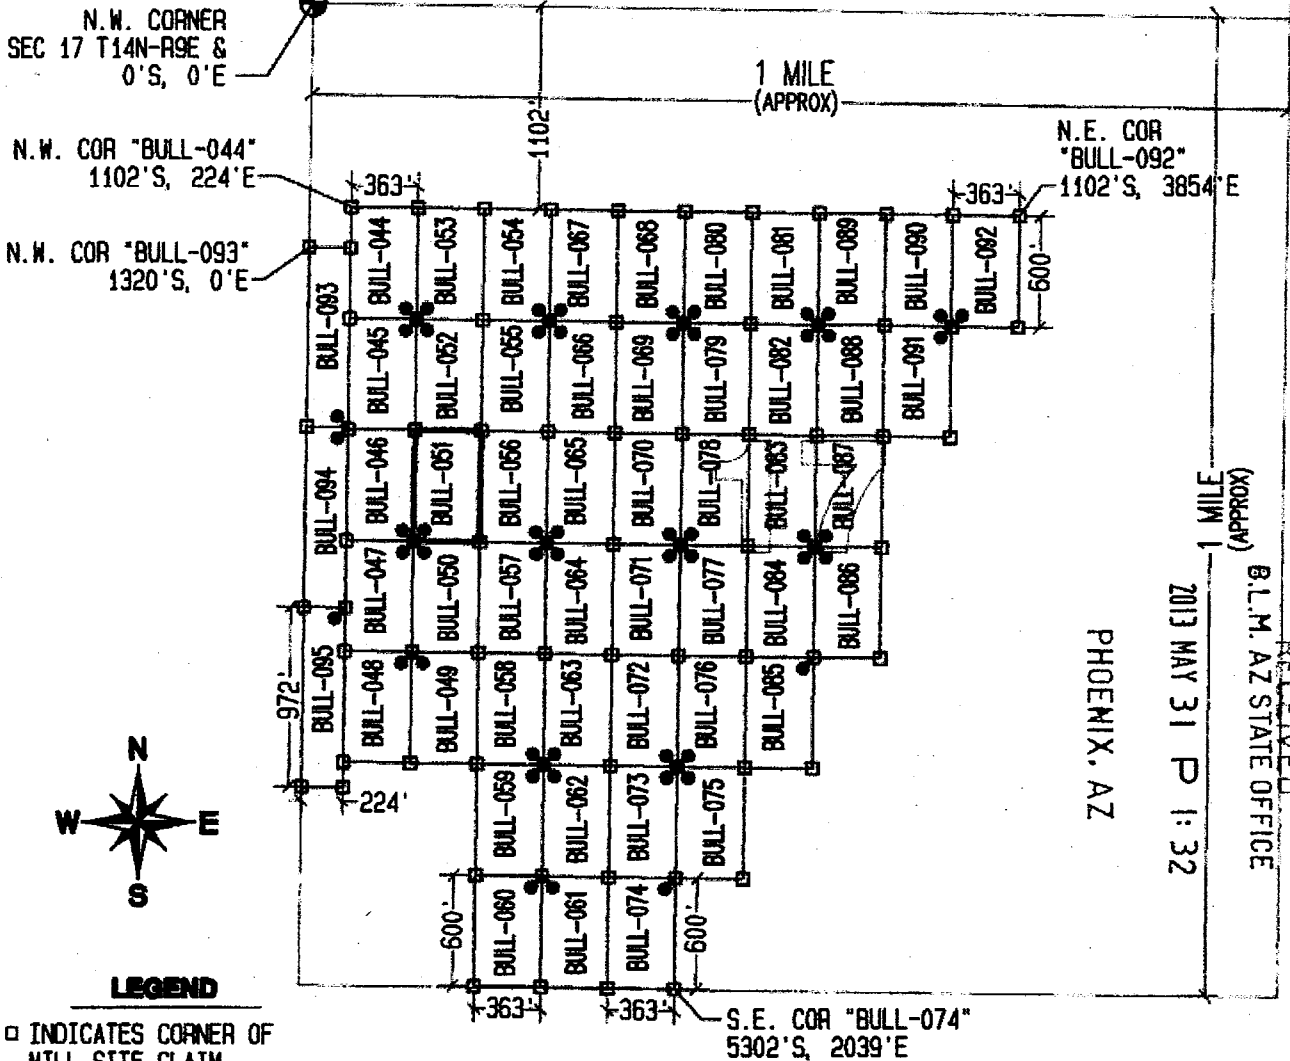 N.W. CORNER
SEC 17 T14N-R9E &
0'S, 0'E
1 MILE
(APPROX)
1102'
N.W. COR "BULL-044"
1102'S, 224'E
363'
363'
N.E. COR
"BULL-092"
1102'S, 3854'E
N.W. COR "BULL-093"
1320'S, 0'E
600'
BULL-044
BULL-053
BULL-054
BULL-067
BULL-068
BULL-080
BULL-081
BULL-089
BULL-090
BULL-092
BULL-093
BULL-045
BULL-052
BULL-055
BULL-066
BULL-069
BULL-079
BULL-082
BULL-088
BULL-091
BULL-094
BULL-046
BULL-051
BULL-056
BULL-065
BULL-070
BULL-078
BULL-083
BULL-087
BULL-047
BULL-050
BULL-057
BULL-064
BULL-071
BULL-077
BULL-084
BULL-086
BULL-095
BULL-048
BULL-049
BULL-058
BULL-063
BULL-072
BULL-076
BULL-085
BULL-059
BULL-062
BULL-073
BULL-075
BULL-060
BULL-061
BULL-074
972'
224'
600'
600'
363'
363'
S.E. COR "BULL-074"
5302'S, 2039'E
1 MILE
(APPROX)
B.L.M. AZ STATE OFFICE
2013 MAY 31 P 1:32
PHOENIX, AZ
N
W
E
S
LEGEND
INDICATES CORNER OF
MILL SITE CLAIM